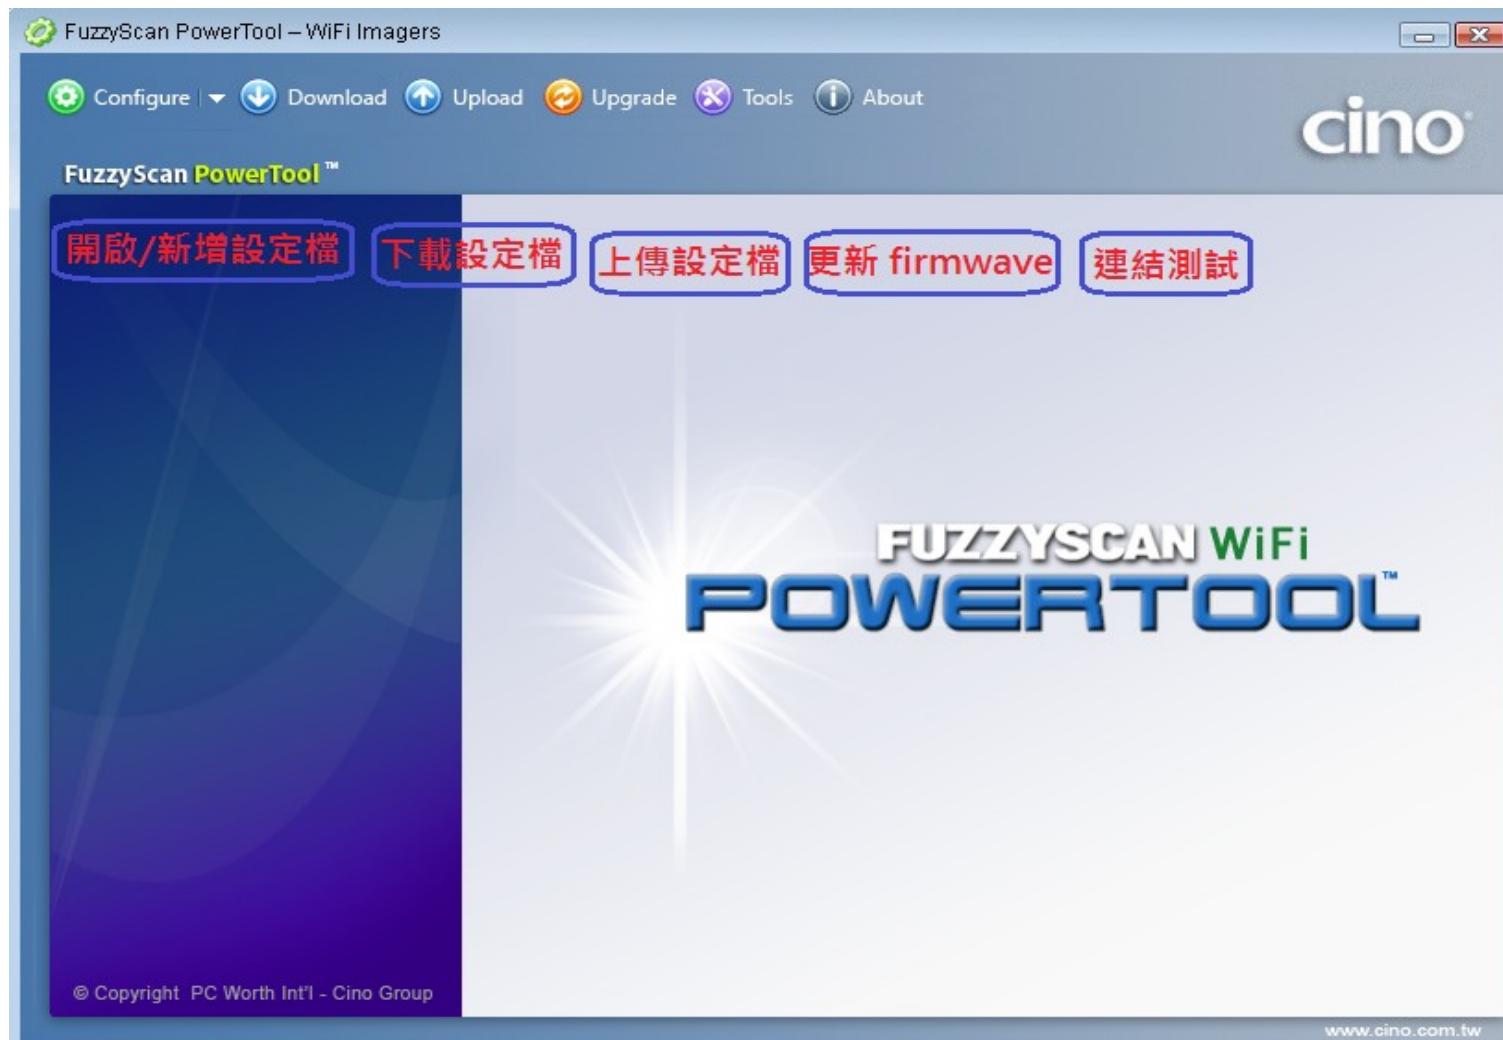 FuzzyScan PowerTool – WiFi Imagers
Configure Download Upload Upgrade Tools About
cino
FuzzyScan PowerTool™
開啟/新增設定檔 下載設定檔 上傳設定檔 更新 firmwave 連結測試
FUZZYSCAN WiFi
POWERTOOL™
© Copyright PC Worth Int'l - Cino Group
www.cino.com.tw